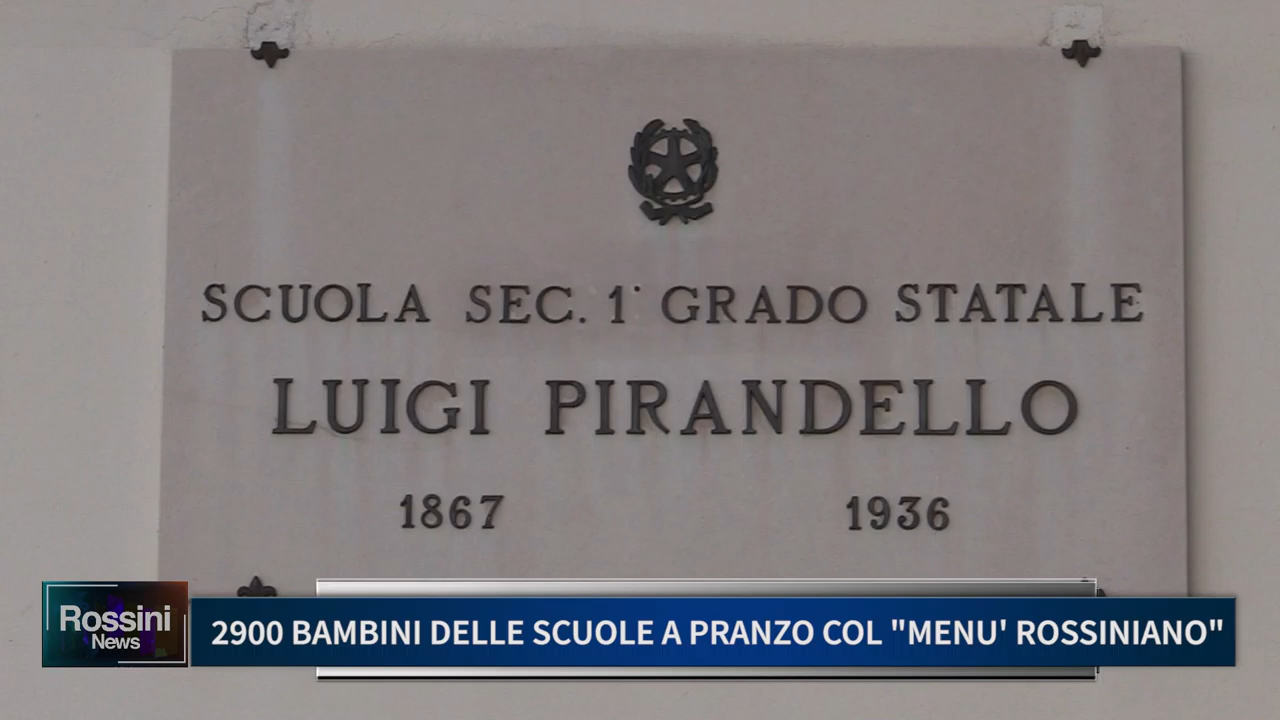 SCUOLA SEC. 1° GRADO STATALE
LUIGI PIRANDELLO
1867 1936
Rossini
News
2900 BAMBINI DELLE SCUOLE A PRANZO COL "MENU' ROSSINIANO"